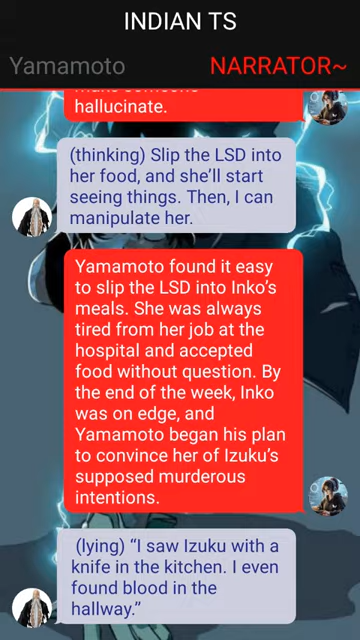 INDIAN TS
Yamamoto
NARRATOR~
hallucinate.
(thinking) Slip the LSD into
her food, and she’ll start
seeing things. Then, I can
manipulate her.
Yamamoto found it easy
to slip the LSD into Inko’s
meals. She was always
tired from her job at the
hospital and accepted
food without question. By
the end of the week, Inko
was on edge, and
Yamamoto began his plan
to convince her of Izuku’s
supposed murderous
intentions.
(lying) “I saw Izuku with a
knife in the kitchen. I even
found blood in the
hallway.”